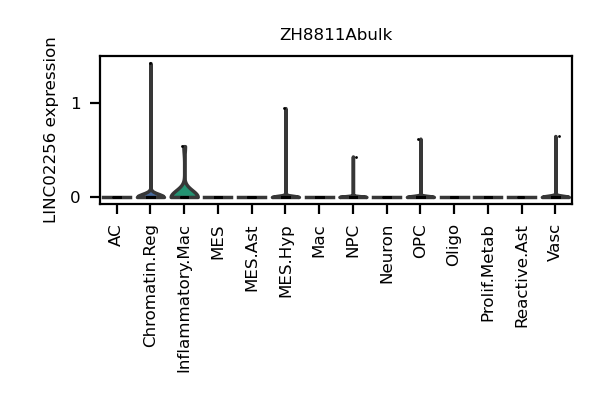 ZH8811Abulk
LINC02256 expression
1
0
AC
Chromatin.Reg
Inflammatory.Mac
MES
MES.Ast
MES.Hyp
Mac
NPC
Neuron
OPC
Oligo
Prolif.Metab
Reactive.Ast
Vasc